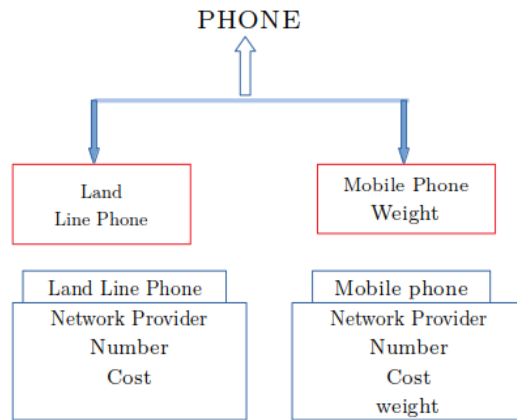 PHONE
Land
Line Phone
Mobile Phone
Weight
Land Line Phone
Network Provider
Number
Cost
Mobile phone
Network Provider
Number
Cost
weight